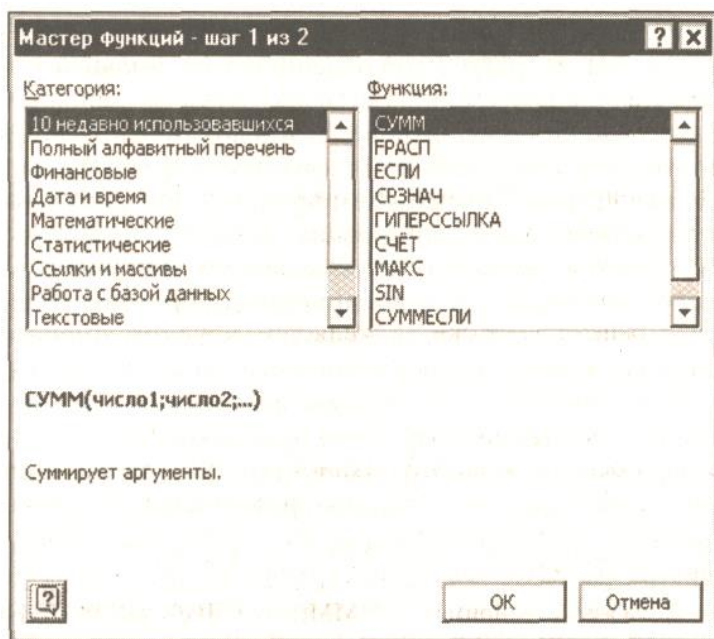 Мастер функций - шаг 1 из 2
? X
Категория:
10 недавно использовавшихся
Полный алфавитный перечень
Финансовые
Дата и время
Математические
Статистические
Ссылки и массивы
Работа с базой данных
Текстовые
Функция:
СУММ
FРАСП
ЕСЛИ
СРЗНАЧ
ГИПЕРССЫЛКА
СЧЁТ
МАКС
SIN
СУММЕСЛИ
СУММ(число1;число2;...)
Суммирует аргументы.
?
ОК
Отмена